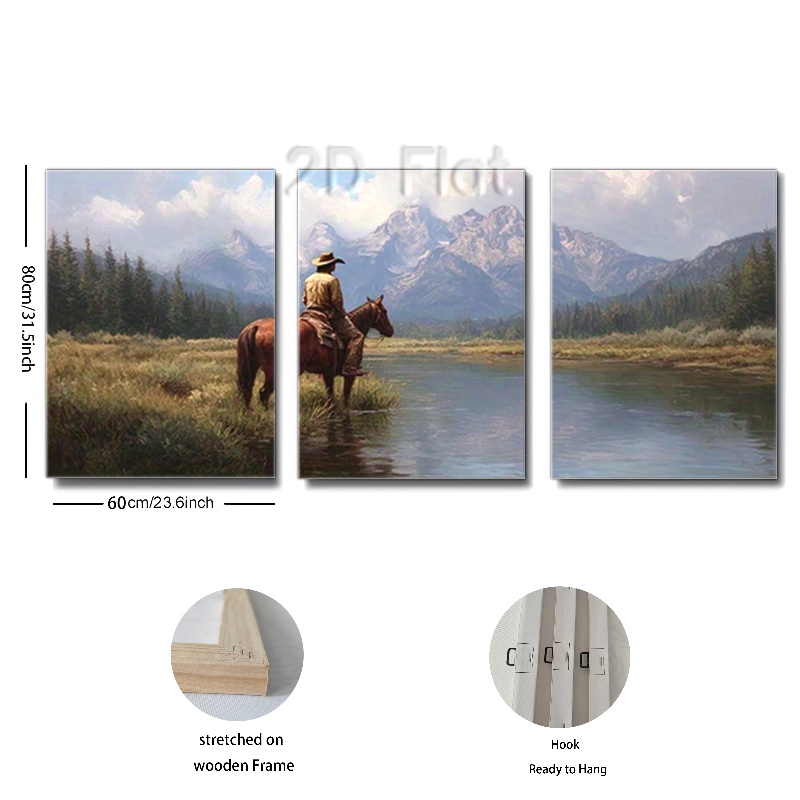 2D Flat
80cm/31.5inch
60cm/23.6inch
stretched on
wooden Frame
Hook
Ready to Hang